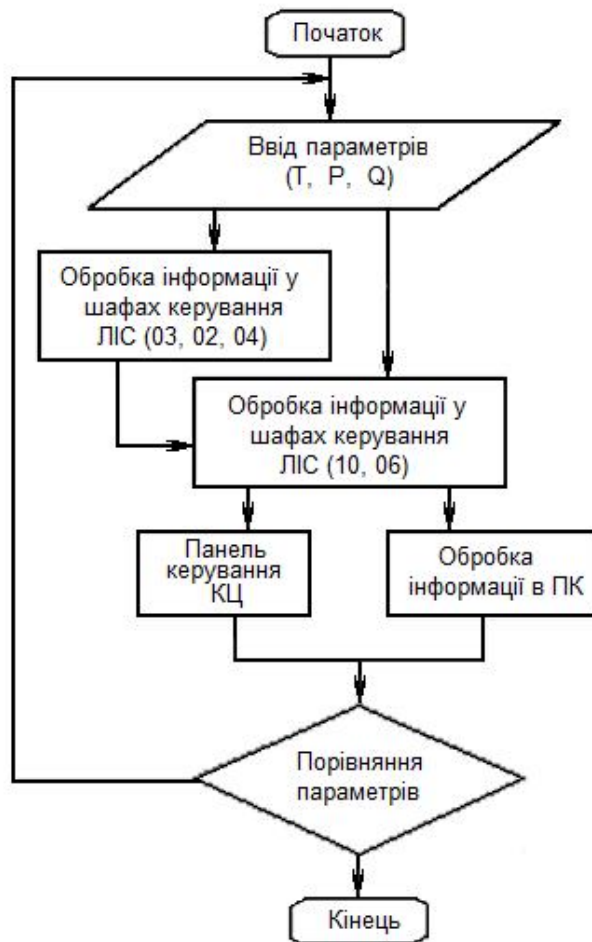 Початок
Ввід параметрів
(Т, Р, Q)
Обробка інформації у
шафах керування
ЛІС (03, 02, 04)
Обробка інформації у
шафах керування
ЛІС (10, 06)
Панель
керування
КЦ
Обробка
інформації в ПК
Порівняння
параметрів
Кінець